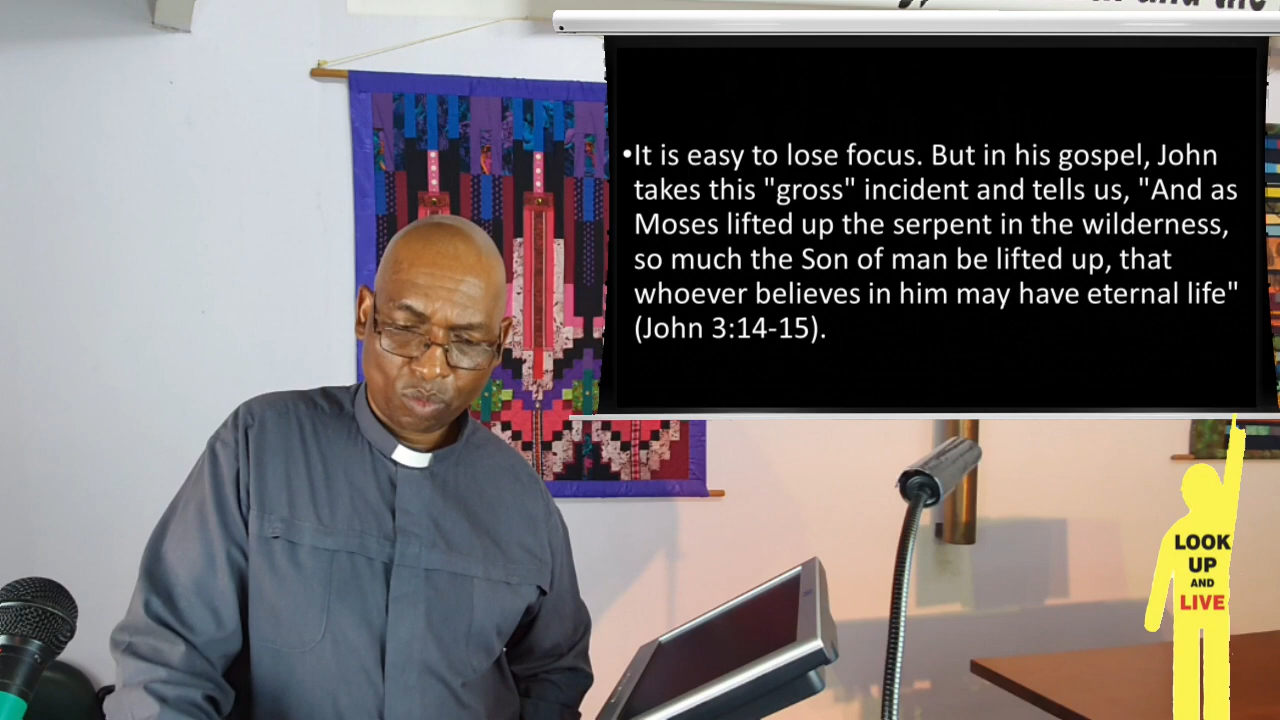 and the
•It is easy to lose focus. But in his gospel, John
takes this "gross" incident and tells us, "And as
Moses lifted up the serpent in the wilderness,
so much the Son of man be lifted up, that
whoever believes in him may have eternal life"
(John 3:14-15).
LOOK
UP
AND
LIVE